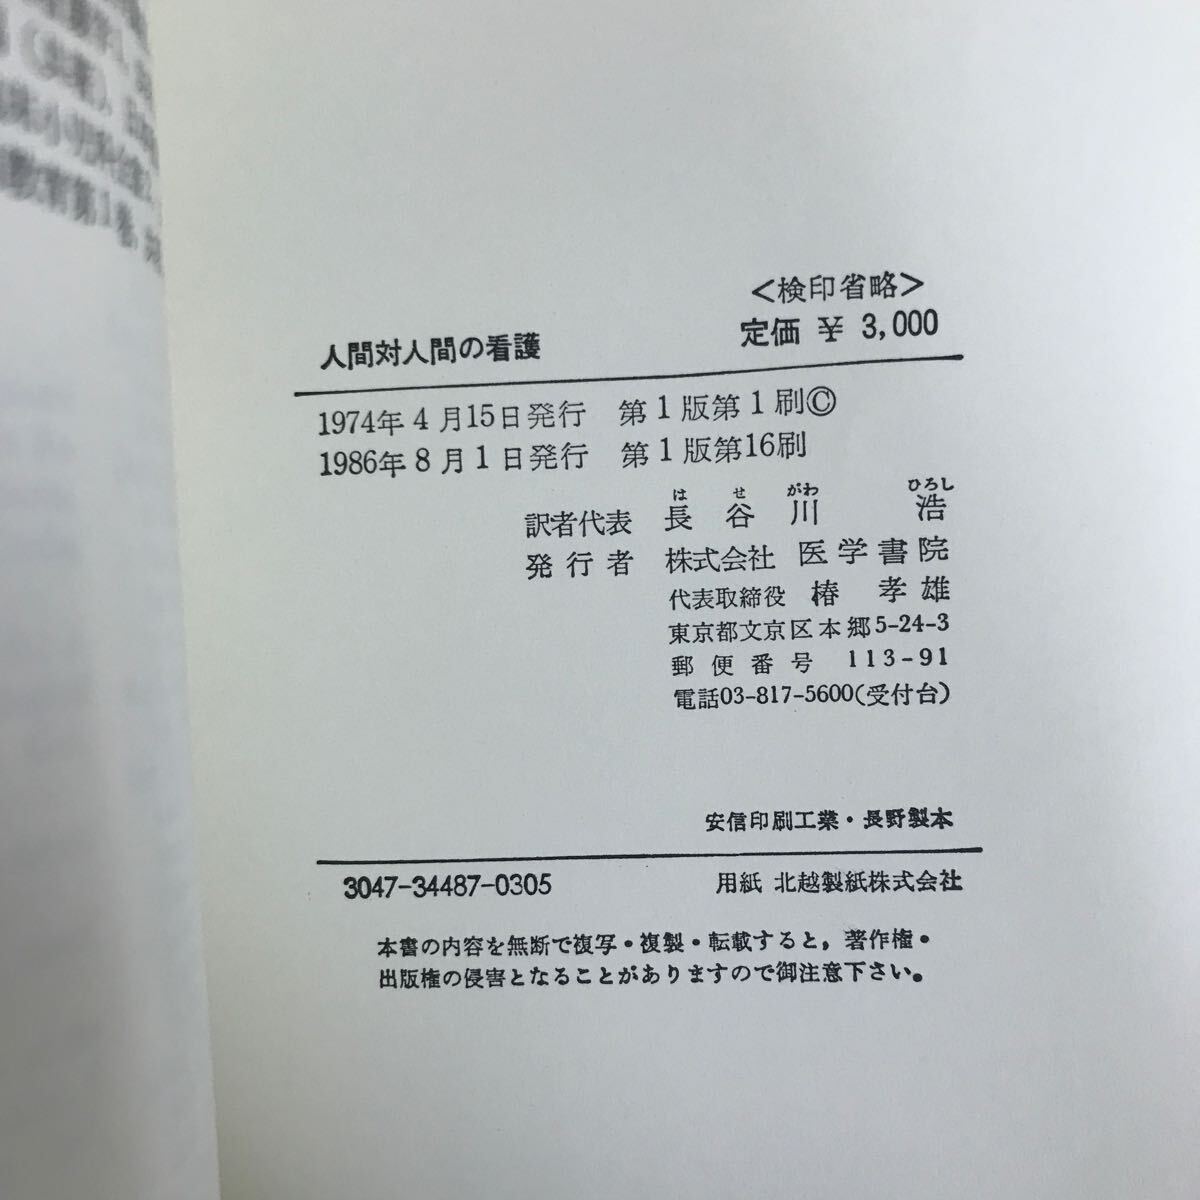 <検印省略>
人間対人間の看護
定価 ¥ 3,000
1974年4月15日発行 第1版第1刷©
1986年8月1日発行 第1版第16刷
は せ がわ ひろし
訳者代表 長谷川 浩
発行者 株式会社 医学書院
代表取締役 椿 孝雄
東京都文京区本郷5-24-3
郵便番号 113-91
電話03-817-5600(受付台)
安信印刷工業・長野製本
3047-34487-0305
用紙 北越製紙株式会社
本書の内容を無断で複写・複製・転載すると，著作権・
出版権の侵害となることがありますので御注意下さい。